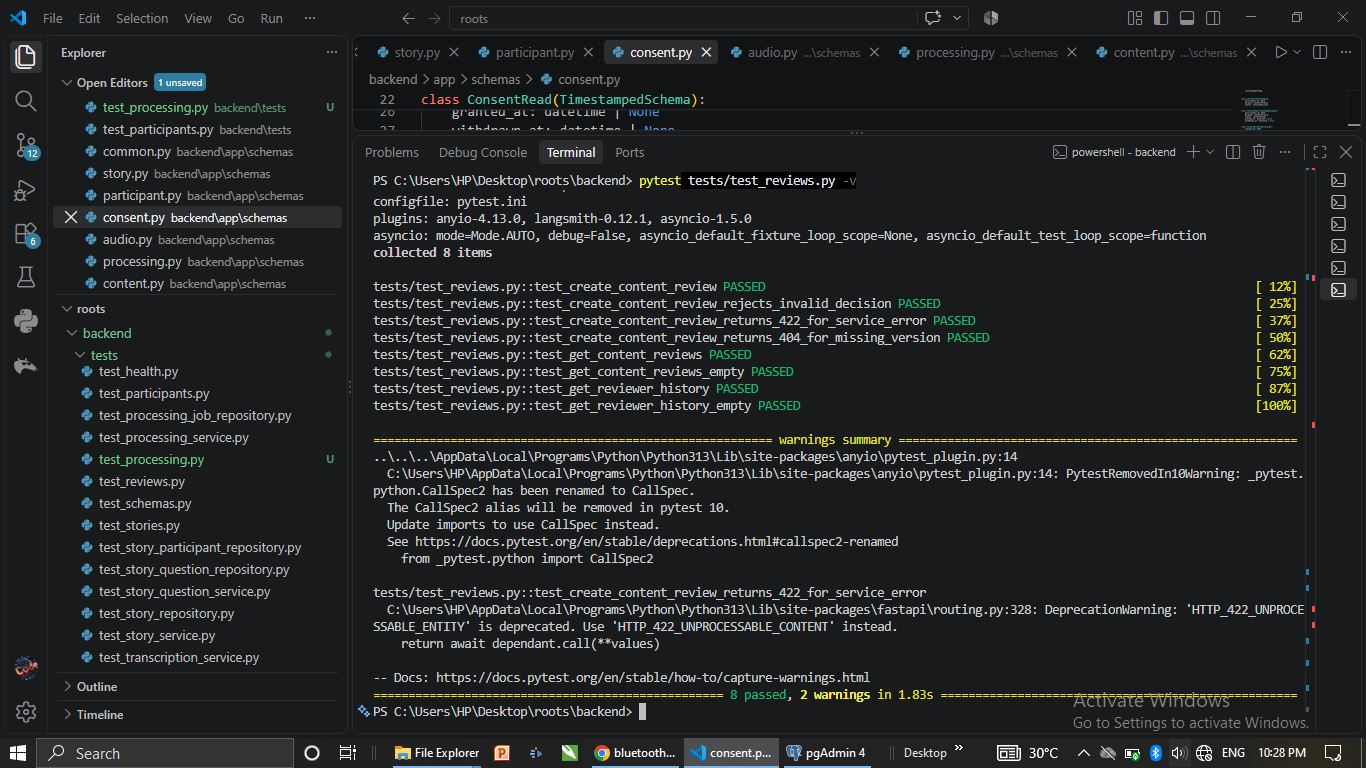 File Edit Selection View Go Run ··· roots
Explorer ···
Open Editors 1 unsaved
test_processing.py backend\tests U
test_participants.py backend\tests
common.py backend\app\schemas
story.py backend\app\schemas
participant.py backend\app\schemas
consent.py backend\app\schemas
audio.py backend\app\schemas
processing.py backend\app\schemas
content.py backend\app\schemas
roots
backend
tests
test_health.py
test_participants.py
test_processing_job_repository.py
test_processing_service.py
test_processing.py U
test_reviews.py
test_schemas.py
test_stories.py
test_story_participant_repository.py
test_story_question_repository.py
test_story_question_service.py
test_story_repository.py
test_story_service.py
test_transcription_service.py
Outline
Timeline
12
6
story.py participant.py consent.py audio.py ...\schemas processing.py ...\schemas content.py ...\schemas
backend > app > schemas > consent.py
22 class ConsentRead(TimestampedSchema):
26 granted_at: datetime | None
27 withdrawn_at: datetime | None
Problems Debug Console Terminal Ports powershell - backend
PS C:\Users\HP\Desktop\roots\backend> pytest tests/test_reviews.py -v
configfile: pytest.ini
plugins: anyio-4.13.0, langsmith-0.12.1, asyncio-1.5.0
asyncio: mode=Mode.AUTO, debug=False, asyncio_default_fixture_loop_scope=None, asyncio_default_test_loop_scope=function
collected 8 items
tests/test_reviews.py::test_create_content_review PASSED [ 12%]
tests/test_reviews.py::test_create_content_review_rejects_invalid_decision PASSED [ 25%]
tests/test_reviews.py::test_create_content_review_returns_422_for_service_error PASSED [ 37%]
tests/test_reviews.py::test_create_content_review_returns_404_for_missing_version PASSED [ 50%]
tests/test_reviews.py::test_get_content_reviews PASSED [ 62%]
tests/test_reviews.py::test_get_content_reviews_empty PASSED [ 75%]
tests/test_reviews.py::test_get_reviewer_history PASSED [ 87%]
tests/test_reviews.py::test_get_reviewer_history_empty PASSED [100%]
warnings summary
..\..\..\AppData\Local\Programs\Python\Python313\Lib\site-packages\anyio\pytest_plugin.py:14
C:\Users\HP\AppData\Local\Programs\Python\Python313\Lib\site-packages\anyio\pytest_plugin.py:14: PytestRemovedIn10Warning: _pytest.
python.CallSpec2 has been renamed to CallSpec.
The CallSpec2 alias will be removed in pytest 10.
Update imports to use CallSpec instead.
See https://docs.pytest.org/en/stable/deprecations.html#callspec2-renamed
from _pytest.python import CallSpec2
tests/test_reviews.py::test_create_content_review_returns_422_for_service_error
C:\Users\HP\AppData\Local\Programs\Python\Python313\Lib\site-packages\fastapi\routing.py:328: DeprecationWarning: 'HTTP_422_UNPROCE
SSABLE_ENTITY' is deprecated. Use 'HTTP_422_UNPROCESSABLE_CONTENT' instead.
return await dependant.call(**values)
-- Docs: https://docs.pytest.org/en/stable/how-to/capture-warnings.html
8 passed, 2 warnings in 1.83s
PS C:\Users\HP\Desktop\roots\backend>
Activate Windows
Go to Settings to activate Windows.
Search File Explorer bluetooth... consent.p... pgAdmin 4 Desktop » 30°C ENG 10:28 PM